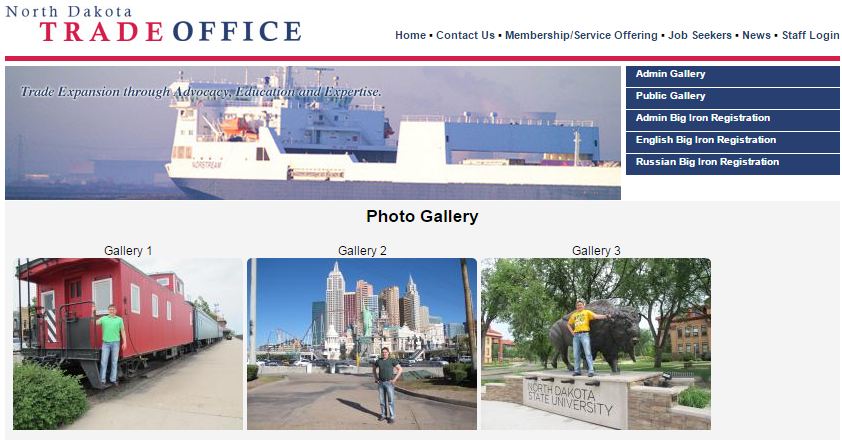 North Dakota
TRADE OFFICE
Home ▪ Contact Us ▪ Membership/Service Offering ▪ Job Seekers ▪ News ▪ Staff Login
Trade Expansion through Advocacy, Education and Expertise.
NORSTREAM
Admin Gallery
Public Gallery
Admin Big Iron Registration
English Big Iron Registration
Russian Big Iron Registration
Photo Gallery
Gallery 1
Gallery 2
Gallery 3
NORTH DAKOTA
STATE UNIVERSITY